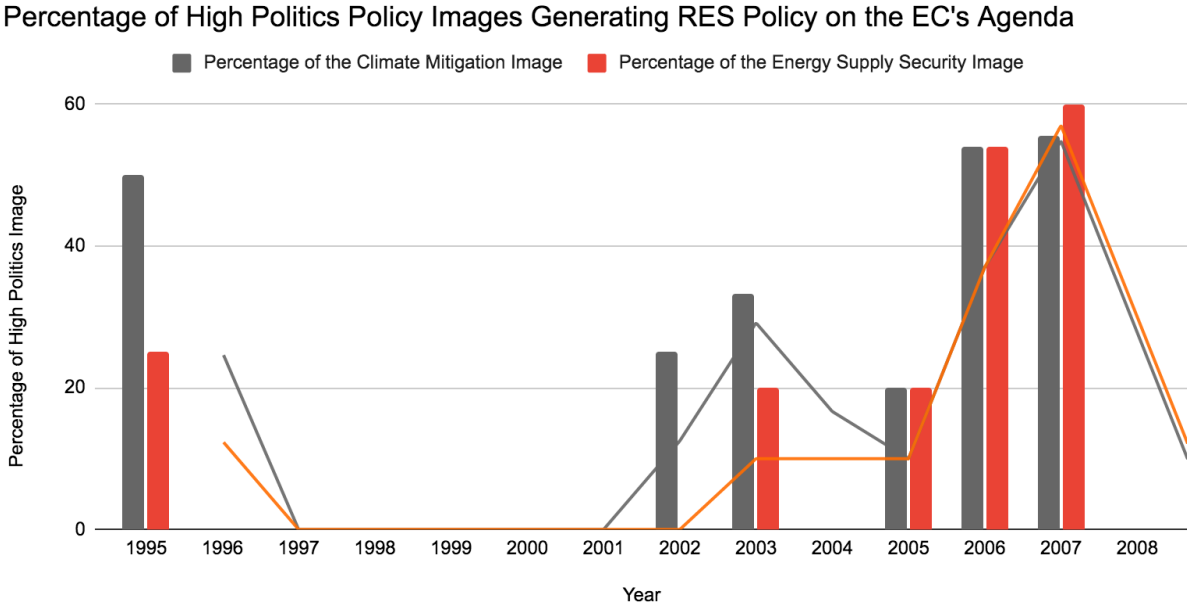 Percentage of High Politics Policy Images Generating RES Policy on the EC's Agenda
Percentage of the Climate Mitigation Image Percentage of the Energy Supply Security Image
Percentage of High Politics Image
60
40
20
0
1995 1996 1997 1998 1999 2000 2001 2002 2003 2004 2005 2006 2007 2008
Year